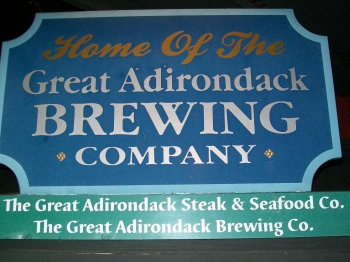 Home Of The
Great Adirondack
BREWING
COMPANY
The Great Adirondack Steak & Seafood Co.
The Great Adirondack Brewing Co.